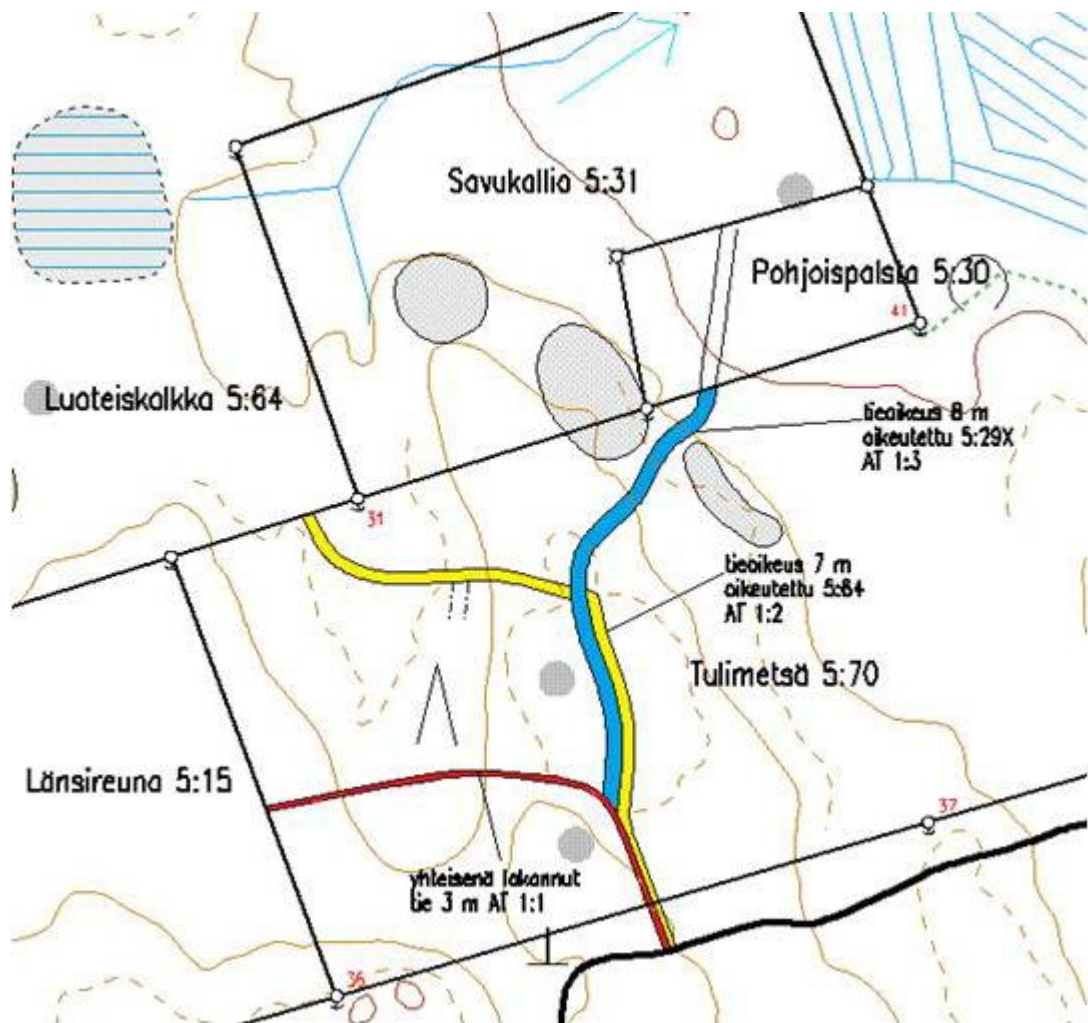 Savukallio 5:31
Pohjoispalsta 5:30
41
Luoteiskolkka 5:64
tieoikeus 8 m
oikeutettu 5:29X
AT 1:3
31
tieoikeus 7 m
oikeutettu 5:64
AT 1:2
Tulimetsä 5:70
Länsireuna 5:15
37
yhteisenä lakannut
tie 3 m AT 1:1
36